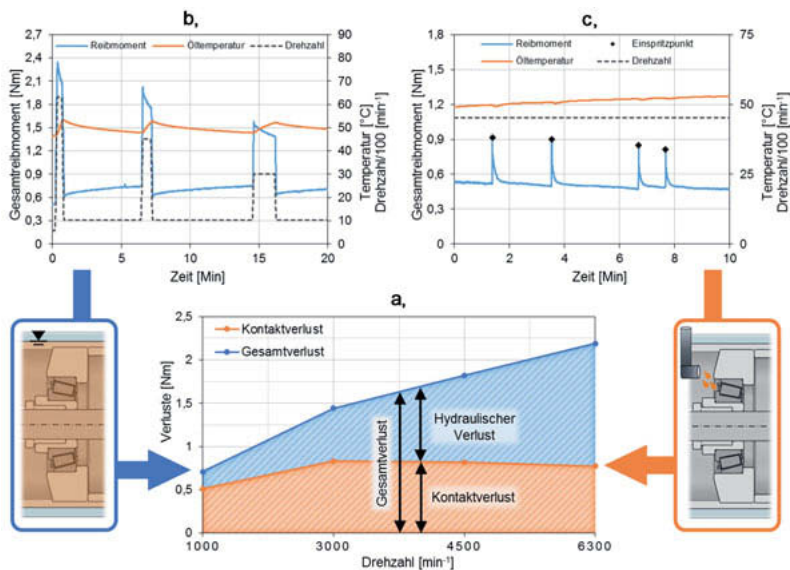 b,
Gesamtreibmoment [Nm]
2,7
2,4
2,1
1,8
1,5
1,2
0,9
0,6
0,3
0
Reibmoment
Öltemperatur
Drehzahl
90
80
70
60
50
40
30
20
10
0
Temperatur [°C]
Drehzahl/100 [min⁻¹]
0 5 10 15 20
Zeit [Min]
c,
Gesamtreibmoment [Nm]
1,8
1,5
1,2
0,9
0,6
0,3
0
Reibmoment
Einspritzpunkt
Öltemperatur
Drehzahl
75
50
25
0
Temperatur [°C]
Drehzahl/100 [min⁻¹]
0 2 4 6 8 10
Zeit [Min]
a,
Verluste [Nm]
2,5
2
1,5
1
0,5
0
Kontaktverlust
Gesamtverlust
Gesamtverlust
Hydraulischer
Verlust
Kontaktverlust
1000 3000 4500 6300
Drehzahl [min⁻¹]